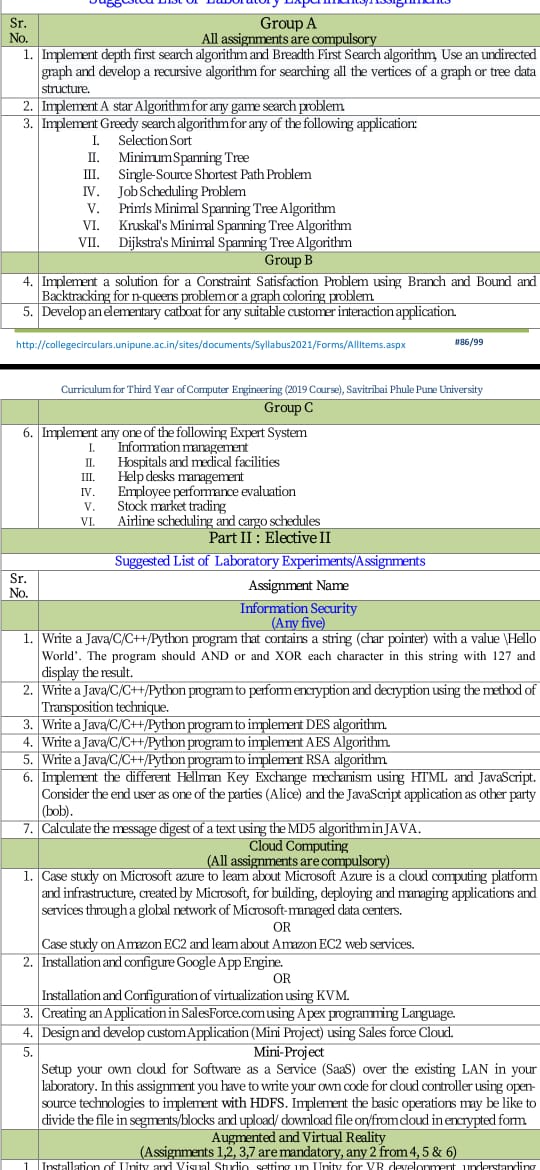 Suggested List of Laboratory Experiments/Assignments
Sr.
No.
Group A
All assignments are compulsory
1. Implement depth first search algorithm and Breadth First Search algorithm, Use an undirected
graph and develop a recursive algorithm for searching all the vertices of a graph or tree data
structure.
2. Implement A star Algorithm for any game search problem.
3. Implement Greedy search algorithm for any of the following application:
I. Selection Sort
II. Minimum Spanning Tree
III. Single-Source Shortest Path Problem
IV. Job Scheduling Problem
V. Prim's Minimal Spanning Tree Algorithm
VI. Kruskal's Minimal Spanning Tree Algorithm
VII. Dijkstra's Minimal Spanning Tree Algorithm
Group B
4. Implement a solution for a Constraint Satisfaction Problem using Branch and Bound and
Backtracking for n-queens problem or a graph coloring problem.
5. Develop an elementary catboat for any suitable customer interaction application.
http://collegecirculars.unipune.ac.in/sites/documents/Syllabus2021/Forms/AllItems.aspx #86/99
Curriculum for Third Year of Computer Engineering (2019 Course), Savitribai Phule Pune University
Group C
6. Implement any one of the following Expert System
I. Information management
II. Hospitals and medical facilities
III. Help desks management
IV. Employee performance evaluation
V. Stock market trading
VI. Airline scheduling and cargo schedules
Part II : Elective II
Suggested List of Laboratory Experiments/Assignments
Sr.
No.
Assignment Name
Information Security
(Any five)
1. Write a Java/C/C++/Python program that contains a string (char pointer) with a value \Hello
World'. The program should AND or and XOR each character in this string with 127 and
display the result.
2. Write a Java/C/C++/Python program to perform encryption and decryption using the method of
Transposition technique.
3. Write a Java/C/C++/Python program to implement DES algorithm.
4. Write a Java/C/C++/Python program to implement AES Algorithm.
5. Write a Java/C/C++/Python program to implement RSA algorithm.
6. Implement the different Hellman Key Exchange mechanism using HTML and JavaScript.
Consider the end user as one of the parties (Alice) and the JavaScript application as other party
(bob).
7. Calculate the message digest of a text using the MD5 algorithm in JAVA.
Cloud Computing
(All assignments are compulsory)
1. Case study on Microsoft azure to learn about Microsoft Azure is a cloud computing platform
and infrastructure, created by Microsoft, for building, deploying and managing applications and
services through a global network of Microsoft-managed data centers.
OR
Case study on Amazon EC2 and learn about Amazon EC2 web services.
2. Installation and configure Google App Engine.
OR
Installation and Configuration of virtualization using KVM.
3. Creating an Application in SalesForce.com using Apex programming Language.
4. Design and develop custom Application (Mini Project) using Sales force Cloud.
5. Mini-Project
Setup your own cloud for Software as a Service (SaaS) over the existing LAN in your
laboratory. In this assignment you have to write your own code for cloud controller using open-
source technologies to implement with HDFS. Implement the basic operations may be like to
divide the file in segments/blocks and upload/ download file on/from cloud in encrypted form.
Augmented and Virtual Reality
(Assignments 1,2, 3,7 are mandatory, any 2 from 4, 5 & 6)
1. Installation of Unity and Visual Studio, setting up Unity for VR development, understanding